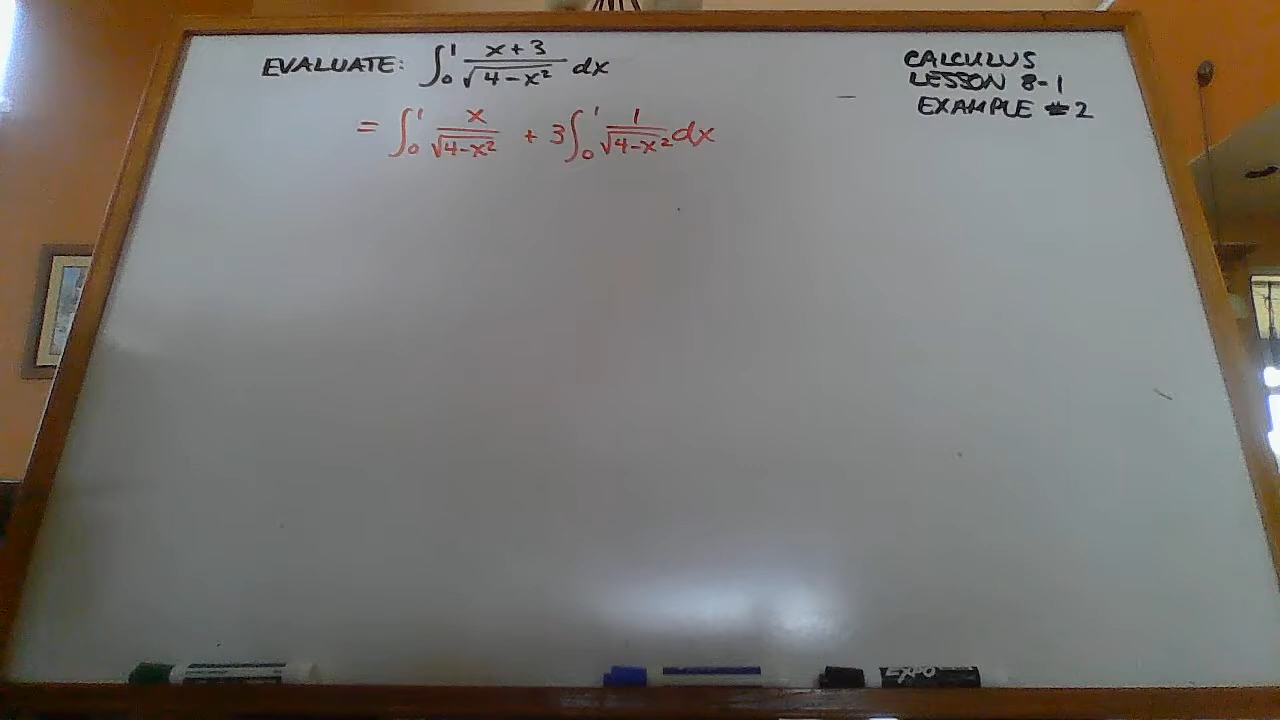 EVALUATE: ∫₀¹ (x+3)/√(4-x²) dx
= ∫₀¹ x/√(4-x²) + 3∫₀¹ 1/√(4-x²) dx
CALCULUS
LESSON 8-1
EXAMPLE #2
EXPO